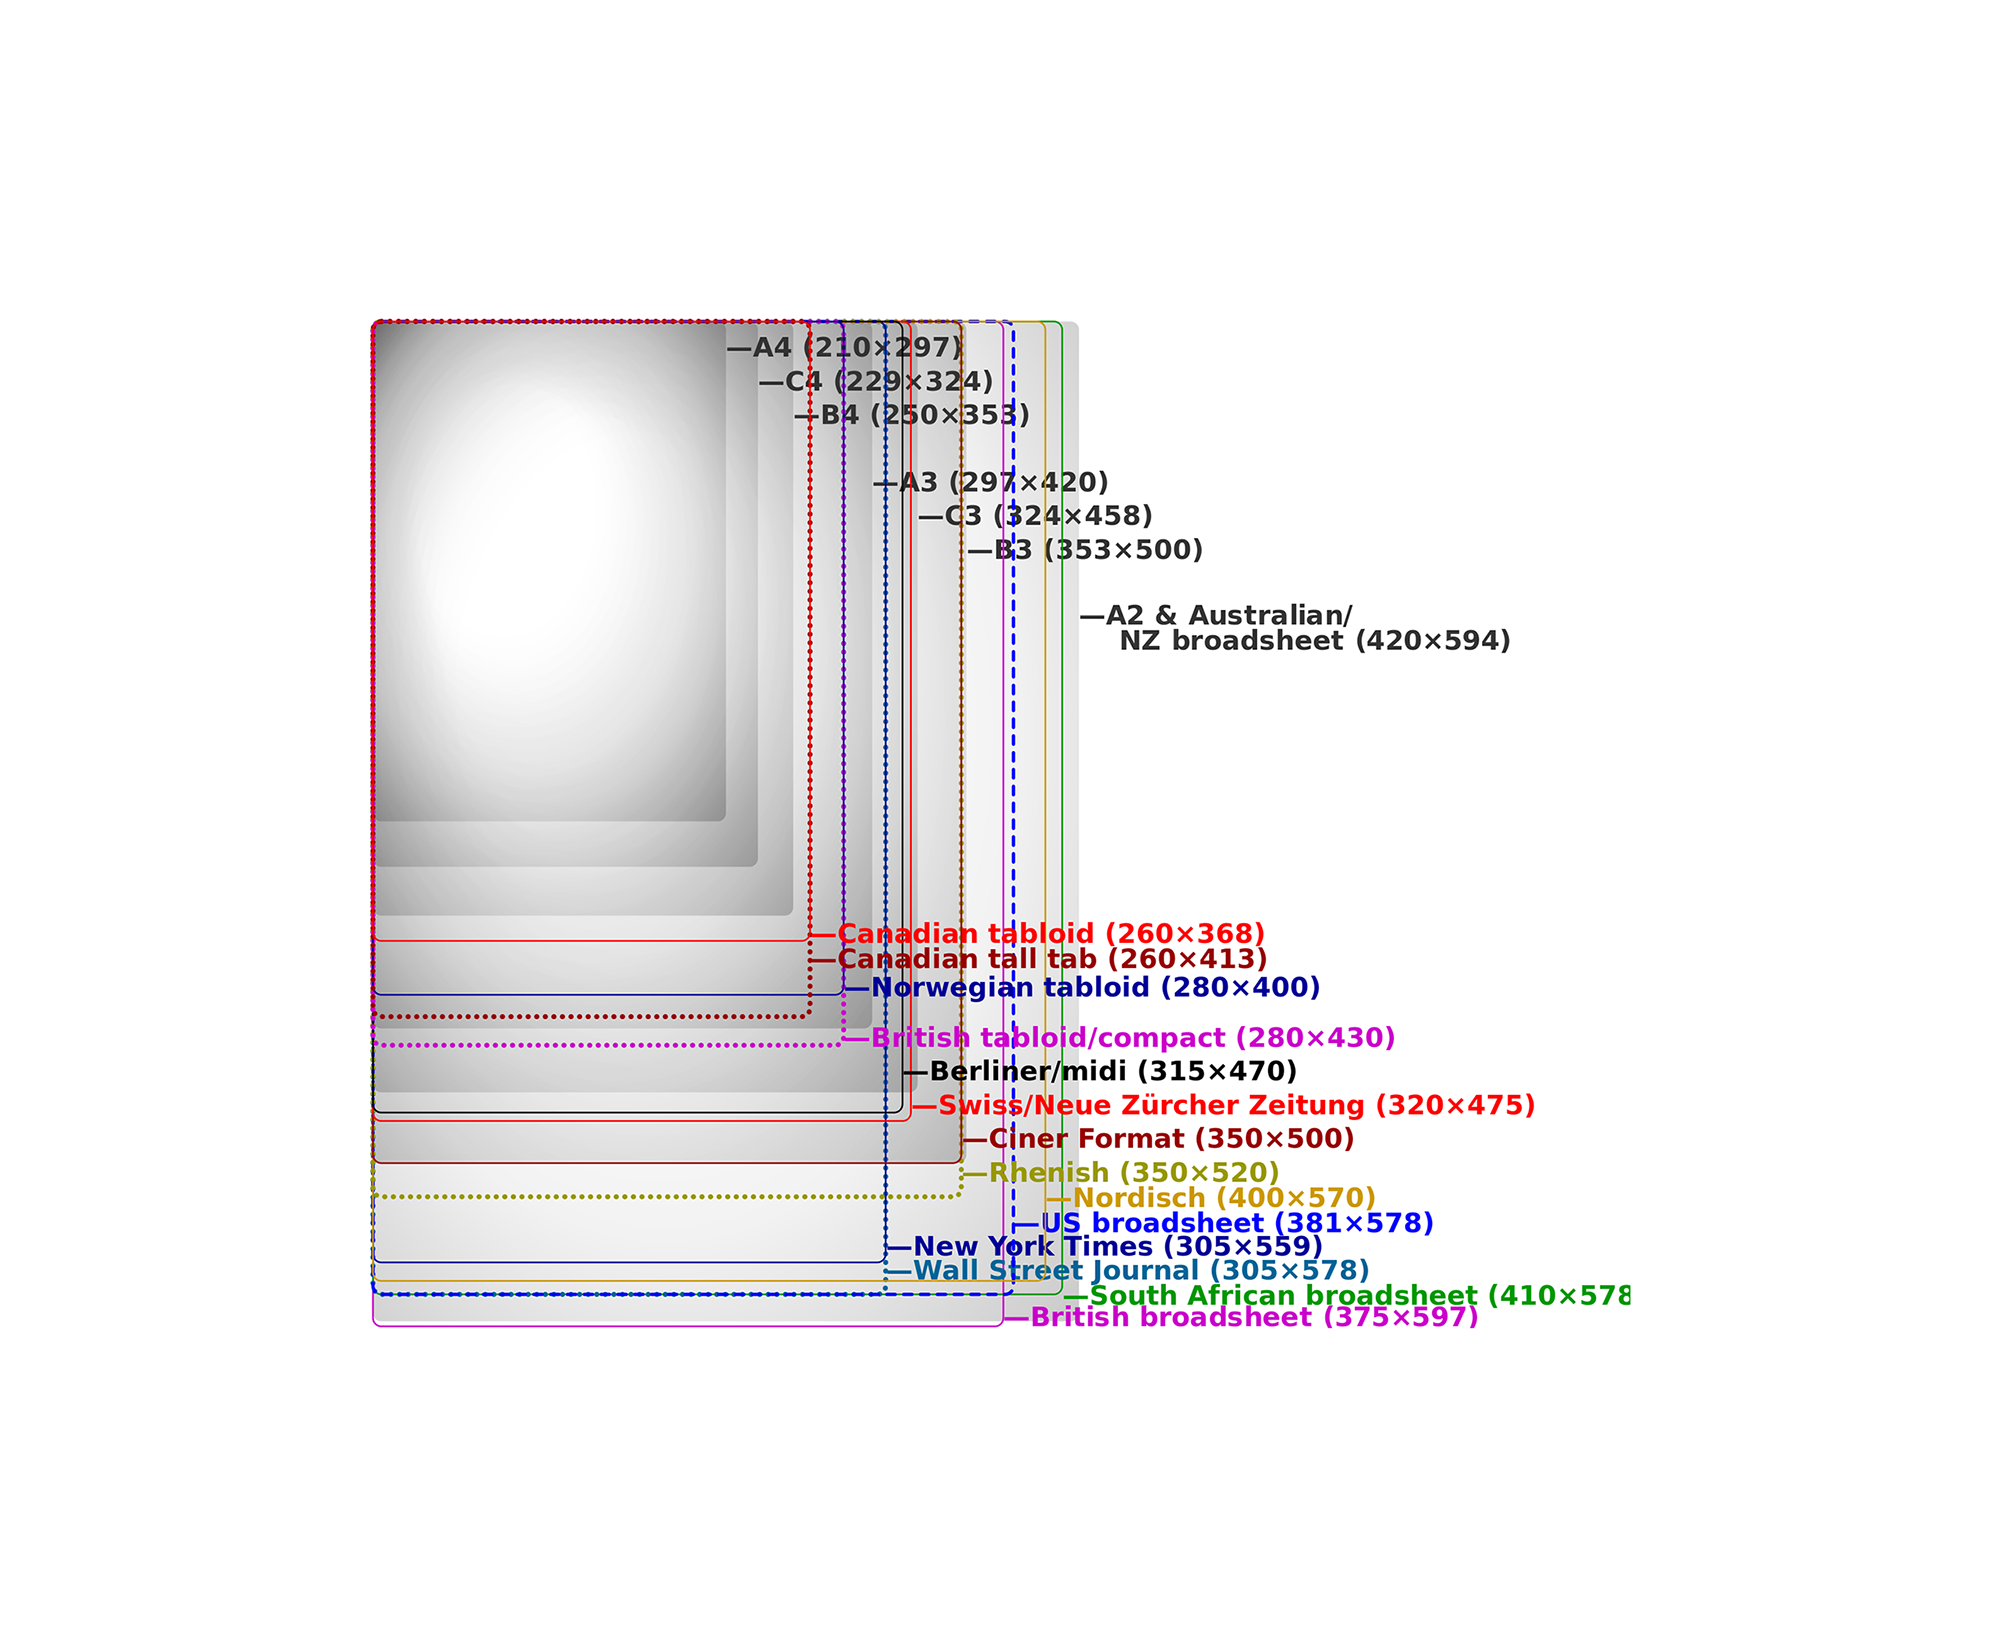 —A4 (210×297)
—C4 (229×324)
—B4 (250×353)
—A3 (297×420)
—C3 (324×458)
—B3 (353×500)
—A2 & Australian/
NZ broadsheet (420×594)
—Canadian tabloid (260×368)
—Canadian tall tab (260×413)
—Norwegian tabloid (280×400)
—British tabloid/compact (280×430)
—Berliner/midi (315×470)
—Swiss/Neue Zürcher Zeitung (320×475)
—Ciner Format (350×500)
—Rhenish (350×520)
—Nordisch (400×570)
—US broadsheet (381×578)
—New York Times (305×559)
—Wall Street Journal (305×578)
—South African broadsheet (410×578
—British broadsheet (375×597)